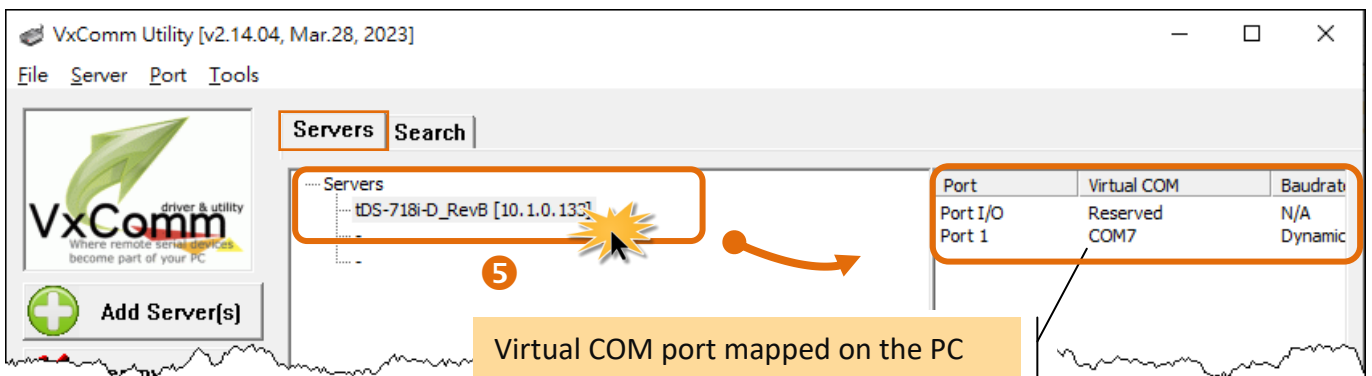 VxComm Utility [v2.14.04, Mar.28, 2023]
File Server Port Tools
VxComm
driver & utility
Where remote serial devices
become part of your PC
Add Server(s)
Servers Search
Servers
tDS-718i-D_RevB [10.1.0.133]
-
-
5
Port Virtual COM Baudrat
Port I/O Reserved N/A
Port 1 COM7 Dynamic
Virtual COM port mapped on the PC